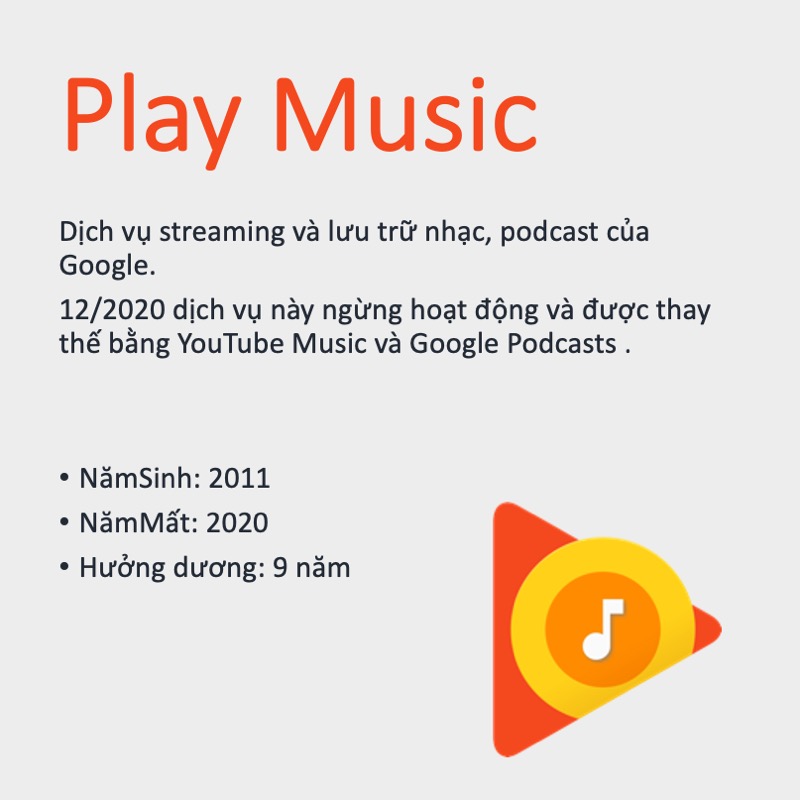 Play Music
Dịch vụ streaming và lưu trữ nhạc, podcast của
Google.
12/2020 dịch vụ này ngừng hoạt động và được thay
thế bằng YouTube Music và Google Podcasts .
• NămSinh: 2011
• NămMất: 2020
• Hưởng dương: 9 năm